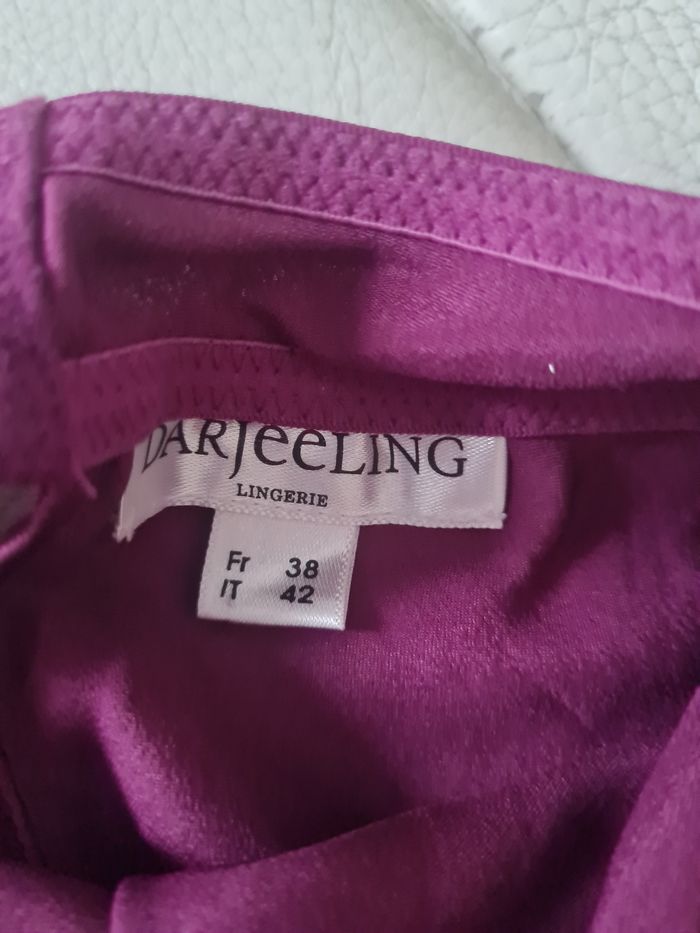 DARJeeLING
LINGERIE
Fr 38
IT 42